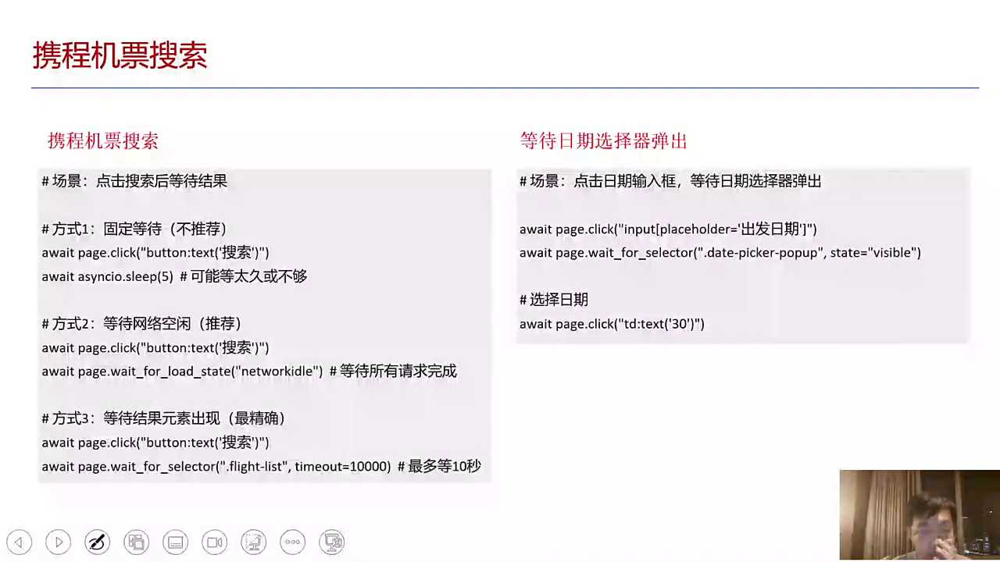 携程机票搜索
携程机票搜索
# 场景：点击搜索后等待结果
# 方式1：固定等待（不推荐）
await page.click("button:text('搜索')")
await asyncio.sleep(5)  # 可能等太久或不够
# 方式2：等待网络空闲（推荐）
await page.click("button:text('搜索')")
await page.wait_for_load_state("networkidle")  # 等待所有请求完成
# 方式3：等待结果元素出现（最精确）
await page.click("button:text('搜索')")
await page.wait_for_selector(".flight-list", timeout=10000)  # 最多等10秒
等待日期选择器弹出
# 场景：点击日期输入框，等待日期选择器弹出
await page.click("input[placeholder='出发日期']")
await page.wait_for_selector(".date-picker-popup", state="visible")
# 选择日期
await page.click("td:text('30')")